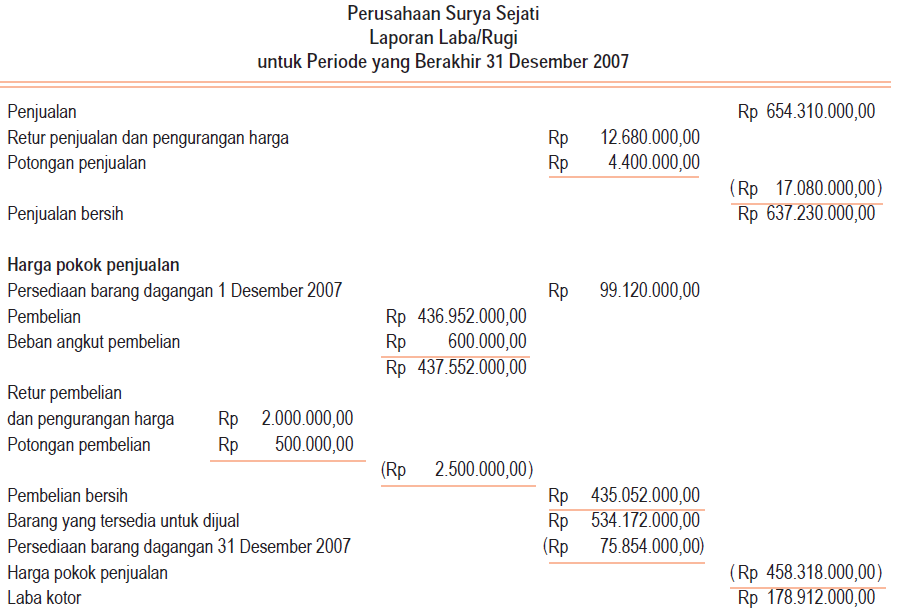 Perusahaan Surya Sejati
Laporan Laba/Rugi
untuk Periode yang Berakhir 31 Desember 2007
Penjualan Rp 654.310.000,00
Retur penjualan dan pengurangan harga Rp 12.680.000,00
Potongan penjualan Rp 4.400.000,00
(Rp 17.080.000,00)
Penjualan bersih Rp 637.230.000,00
Harga pokok penjualan
Persediaan barang dagangan 1 Desember 2007 Rp 99.120.000,00
Pembelian Rp 436.952.000,00
Beban angkut pembelian Rp 600.000,00
Rp 437.552.000,00
Retur pembelian
dan pengurangan harga Rp 2.000.000,00
Potongan pembelian Rp 500.000,00
(Rp 2.500.000,00)
Pembelian bersih Rp 435.052.000,00
Barang yang tersedia untuk dijual Rp 534.172.000,00
Persediaan barang dagangan 31 Desember 2007 (Rp 75.854.000,00)
Harga pokok penjualan (Rp 458.318.000,00)
Laba kotor Rp 178.912.000,00